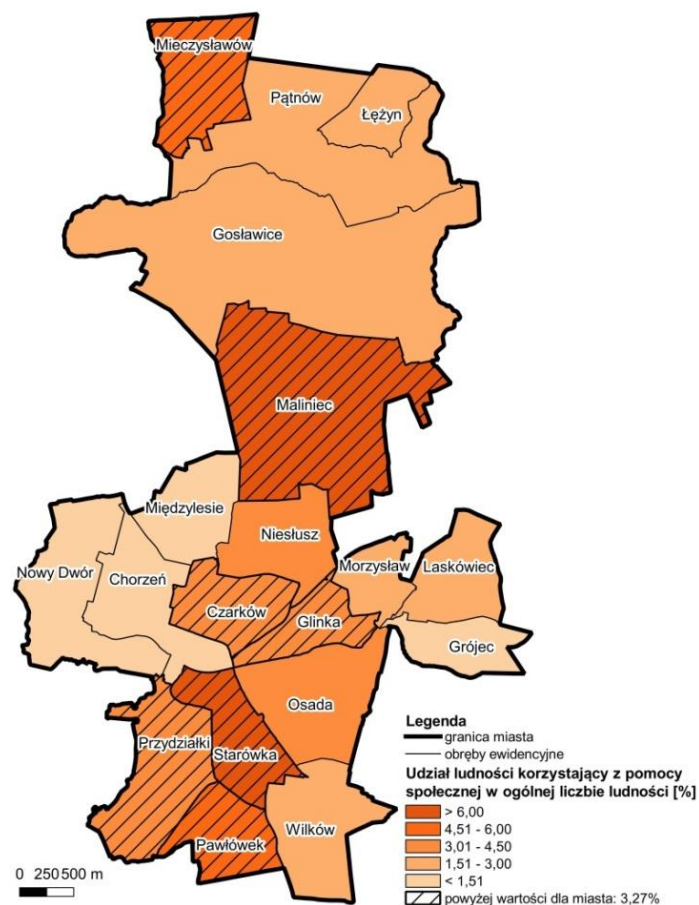 Mieczysławów
Pątnów
Łężyn
Gosławice
Maliniec
Międzylesie
Niesłusz
Nowy Dwór
Chorzeń
Morzysław
Laskówiec
Czarków
Glinka
Grójec
Osada
Przydziałki
Starówka
Wilków
Pawłówek
Legenda
granica miasta
obręby ewidencyjne
Udział ludności korzystający z pomocy
społecznej w ogólnej liczbie ludności [%]
> 6,00
4,51 - 6,00
3,01 - 4,50
1,51 - 3,00
< 1,51
powyżej wartości dla miasta: 3,27%
0 250 500 m